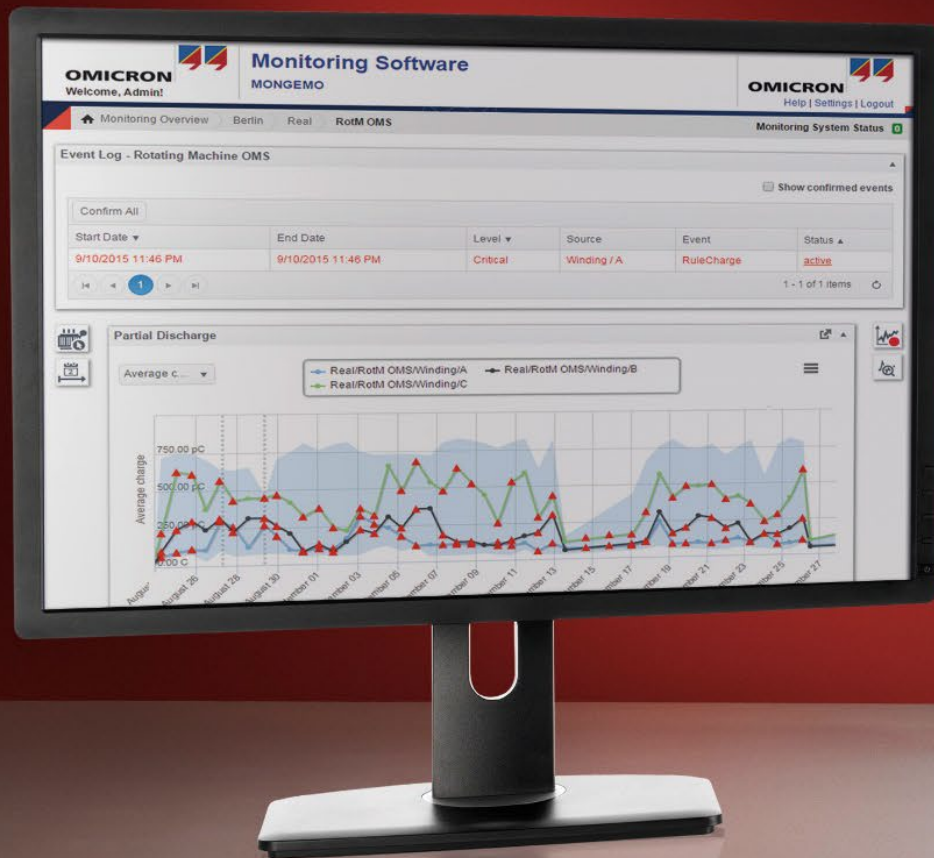 OMICRON
Welcome, Admin!
Monitoring Software
MONGEMO
OMICRON
Help | Settings | Logout
Monitoring Overview Berlin Real RotM OMS
Monitoring System Status
Event Log - Rotating Machine OMS
Show confirmed events
Confirm All
Start Date End Date Level Source Event Status
9/10/2015 11:46 PM 9/10/2015 11:46 PM Critical Winding / A RuleCharge active
1
1 - 1 of 1 items
Partial Discharge
Average c...
Real/RotM OMS/Winding/A Real/RotM OMS/Winding/B
Real/RotM OMS/Winding/C
Average charge
750.00 pC
500.00 pC
250.00 pC
0.00 C
August 26
August 28
August 30